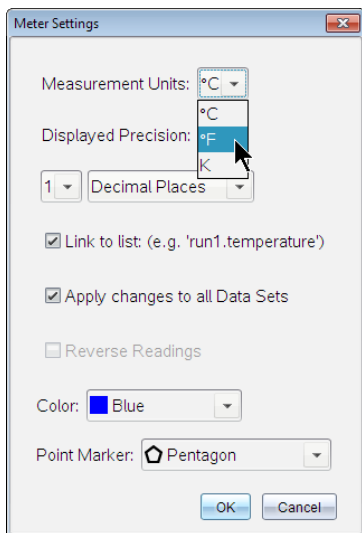 Meter Settings
Measurement Units: °C
°C
Displayed Precision: °F
K
1 Decimal Places
Link to list: (e.g. 'run1.temperature')
Apply changes to all Data Sets
Reverse Readings
Color: Blue
Point Marker: Pentagon
OK Cancel